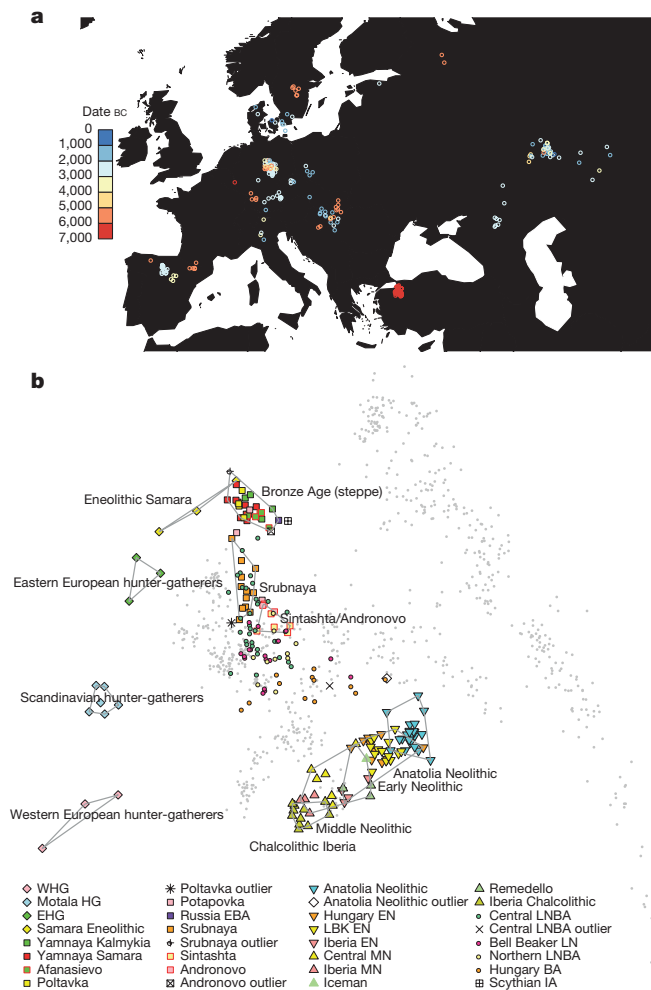 a
Date BC
0
1,000
2,000
3,000
4,000
5,000
6,000
7,000
b
Bronze Age (steppe)
Eneolithic Samara
Eastern European hunter-gatherers
Srubnaya
Sintashta/Andronovo
Scandinavian hunter-gatherers
Anatolia Neolithic
Early Neolithic
Western European hunter-gatherers
Middle Neolithic
Chalcolithic Iberia
WHG
Motala HG
EHG
Samara Eneolithic
Yamnaya Kalmykia
Yamnaya Samara
Afanasievo
Poltavka
Poltavka outlier
Potapovka
Russia EBA
Srubnaya
Srubnaya outlier
Sintashta
Andronovo
Andronovo outlier
Anatolia Neolithic
Anatolia Neolithic outlier
Hungary EN
LBK EN
Iberia EN
Central MN
Iberia MN
Iceman
Remedello
Iberia Chalcolithic
Central LNBA
Central LNBA outlier
Bell Beaker LN
Northern LNBA
Hungary BA
Scythian IA